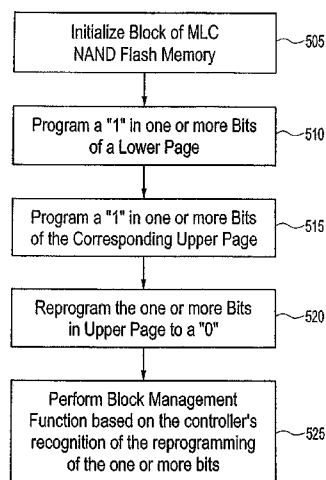 Initialize Block of MLC
NAND Flash Memory
505
Program a "1" in one or more Bits
of a Lower Page
510
Program a "1" in one or more Bits
of the Corresponding Upper Page
515
Reprogram the one or more Bits
in Upper Page to a "0"
520
Perform Block Management
Function based on the controller's
recognition of the reprogramming
of the one or more bits
525